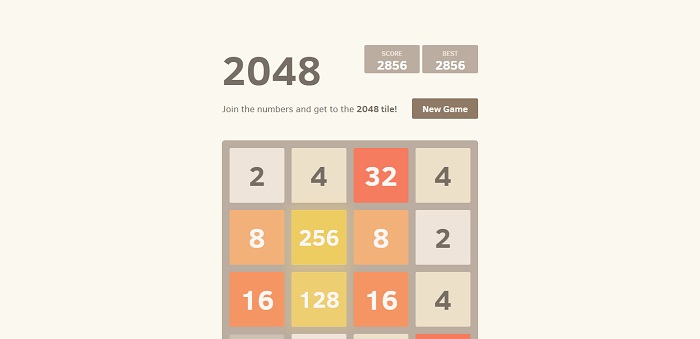 2048
SCORE
2856
BEST
2856
Join the numbers and get to the 2048 tile!
New Game
2 4 32 4
8 256 8 2
16 128 16 4